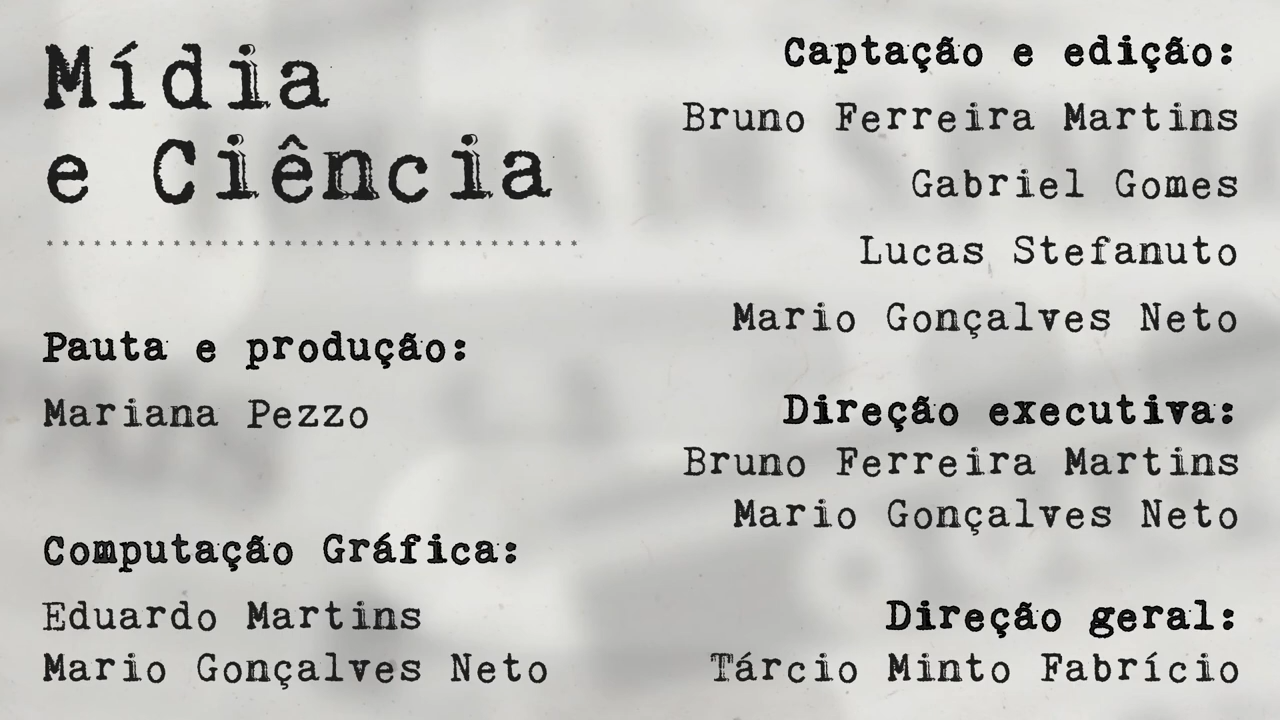 Mídia
e Ciência
Pauta e produção:
Mariana Pezzo
Computação Gráfica:
Eduardo Martins
Mario Gonçalves Neto
Captação e edição:
Bruno Ferreira Martins
Gabriel Gomes
Lucas Stefanuto
Mario Gonçalves Neto
Direção executiva:
Bruno Ferreira Martins
Mario Gonçalves Neto
Direção geral:
Tárcio Minto Fabrício